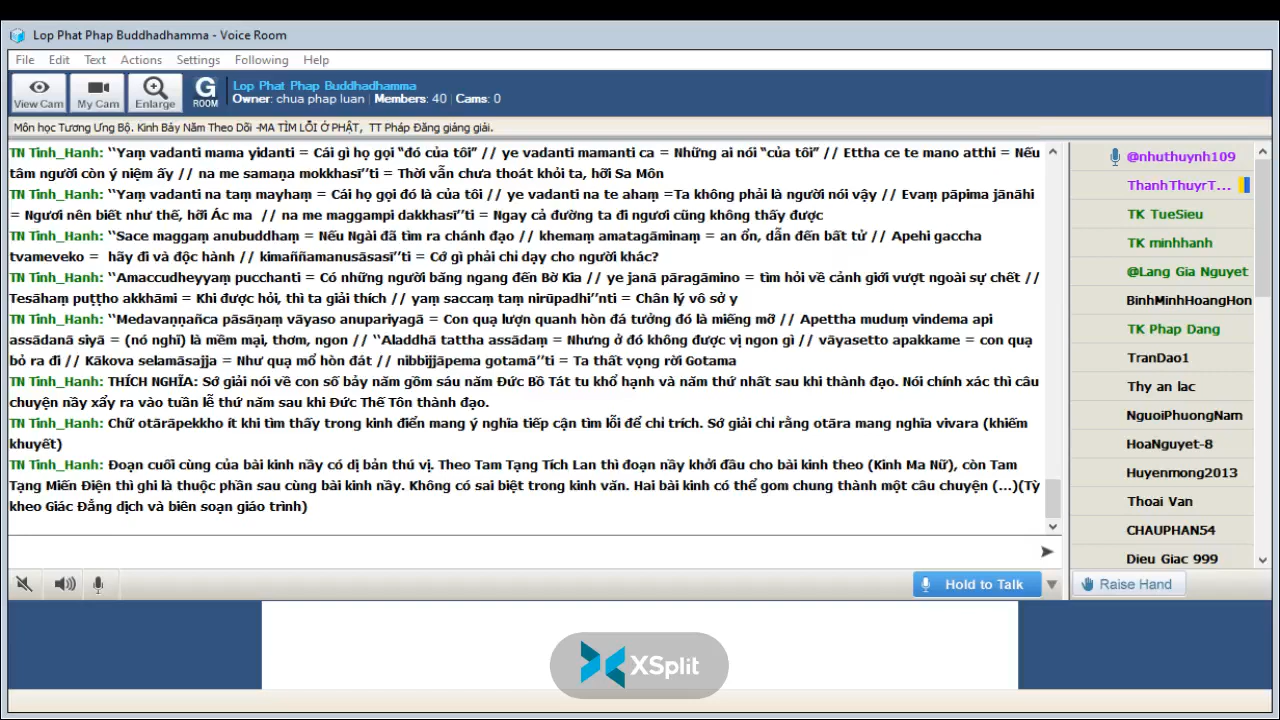 Lop Phat Phap Buddhadhamma - Voice Room
File Edit Text Actions Settings Following Help
View Cam My Cam Enlarge G ROOM
Lop Phat Phap Buddhadhamma
Owner: chua phap luan | Members: 40 | Cams: 0
Môn học Tương Ưng Bộ. Kinh Bảy Năm Theo Dõi -MA TÌM LỖI Ở PHẬT, TT Pháp Đăng giảng giải.
TN Tinh_Hanh: ‘‘Yaṃ vadanti mama yidanti = Cái gì họ gọi “đó của tôi” // ye vadanti mamanti ca = Những ai nói “của tôi” // Ettha ce te mano atthi = Nếu
tâm người còn ý niệm ấy // na me samaṇa mokkhasī’’ti = Thời vẫn chưa thoát khỏi ta, hỡi Sa Môn
TN Tinh_Hanh: ‘‘Yaṃ vadanti na taṃ mayhaṃ = Cái họ gọi đó là của tôi // ye vadanti na te ahaṃ =Ta không phải là người nói vậy // Evaṃ pāpima jānāhi
= Ngươi nên biết như thế, hỡi Ác ma // na me maggampi dakkhasī’’ti = Ngay cả đường ta đi ngươi cũng không thấy được
TN Tinh_Hanh: ‘‘Sace maggaṃ anubuddhaṃ = Nếu Ngài đã tìm ra chánh đạo // khemaṃ amatagāminaṃ = an ổn, dẫn đến bất tử // Apehi gaccha
tvameveko = hãy đi và độc hành // kimaññamanusāsasī’’ti = Cớ gì phải chỉ dạy cho người khác?
TN Tinh_Hanh: ‘‘Amaccudheyyaṃ pucchanti = Có những người băng ngang đến Bờ Kia // ye janā pāragāmino = tìm hỏi về cảnh giới vượt ngoài sự chết //
Tesāhaṃ puṭṭho akkhāmi = Khi được hỏi, thì ta giải thích // yaṃ saccaṃ taṃ nirūpadhi’’nti = Chân lý vô sở y
TN Tinh_Hanh: ‘‘Medavaṇṇañca pāsāṇaṃ vāyaso anupariyagā = Con quạ lượn quanh hòn đá tưởng đó là miếng mỡ // Apettha muduṃ vindema api
assādanā siyā = (nó nghĩ) là mềm mại, thơm, ngon // ‘‘Aladdhā tattha assādaṃ = Nhưng ở đó không được vị ngon gì // vāyasetto apakkame = con quạ
bỏ ra đi // Kākova selamāsajja = Như quạ mổ hòn đát // nibbijjāpema gotamā’’ti = Ta thất vọng rời Gotama
TN Tinh_Hanh: THÍCH NGHĨA: Sớ giải nói về con số bảy năm gồm sáu năm Đức Bồ Tát tu khổ hạnh và năm thứ nhất sau khi thành đạo. Nói chính xác thì câu
chuyện nầy xẩy ra vào tuần lễ thứ năm sau khi Đức Thế Tôn thành đạo.
TN Tinh_Hanh: Chữ otārāpekkho ít khi tìm thấy trong kinh điển mang ý nghĩa tiếp cận tìm lỗi để chỉ trích. Sớ giải chỉ rằng otāra mang nghĩa vivara (khiếm
khuyết)
TN Tinh_Hanh: Đoạn cuối cùng của bài kinh nầy có dị bản thú vị. Theo Tam Tạng Tích Lan thì đoạn nầy khởi đầu cho bài kinh theo (Kinh Ma Nữ), còn Tam
Tạng Miến Điện thì ghi là thuộc phần sau cùng bài kinh nầy. Không có sai biệt trong kinh văn. Hai bài kinh có thể gom chung thành một câu chuyện (...)(Tỳ
kheo Giác Đẳng dịch và biên soạn giáo trình)
@nhuthuynh109
ThanhThuyrT...
TK TueSieu
TK minhhanh
@Lang Gia Nguyet
BinhMinhHoangHon
TK Phap Dang
TranDao1
Thy an lac
NguoiPhuongNam
HoaNguyet-8
Huyenmong2013
Thoai Van
CHAUPHAN54
Dieu Giac 999
Hold to Talk
Raise Hand
XSplit